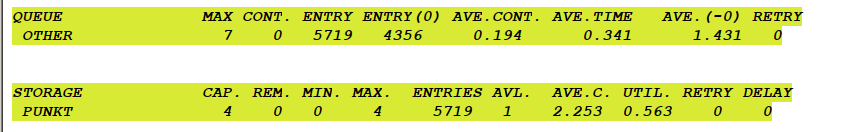 QUEUE MAX CONT. ENTRY ENTRY(0) AVE.CONT. AVE.TIME AVE.(-0) RETRY
OTHER 7 0 5719 4356 0.194 0.341 1.431 0
STORAGE CAP. REM. MIN. MAX. ENTRIES AVL. AVE.C. UTIL. RETRY DELAY
PUNKT 4 0 0 4 5719 1 2.253 0.563 0 0